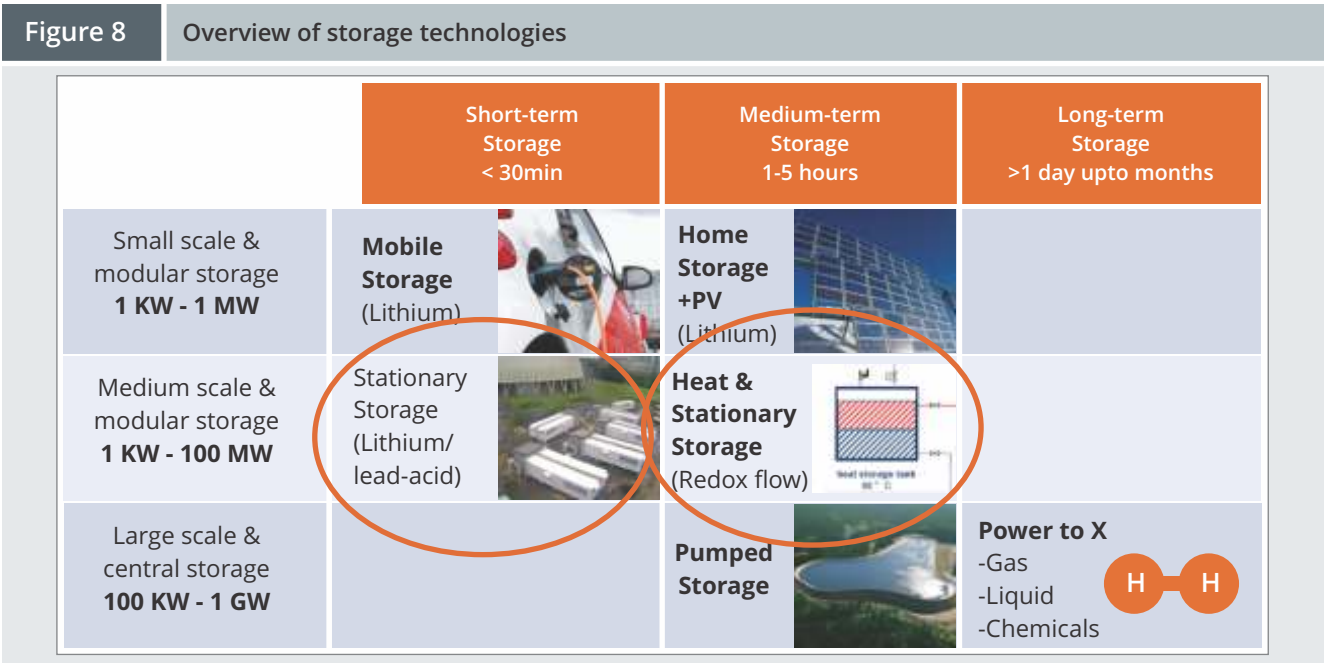 Figure 8
Overview of storage technologies
Short-term
Storage
< 30min
Medium-term
Storage
1-5 hours
Long-term
Storage
>1 day upto months
Small scale &
modular storage
1 KW - 1 MW
Mobile
Storage
(Lithium)
Home
Storage
+PV
(Lithium)
Medium scale &
modular storage
1 KW - 100 MW
Stationary
Storage
(Lithium/
lead-acid)
Heat &
Stationary
Storage
(Redox flow)
heat storage tank
Large scale &
central storage
100 KW - 1 GW
Pumped
Storage
Power to X
-Gas
-Liquid
-Chemicals
H H